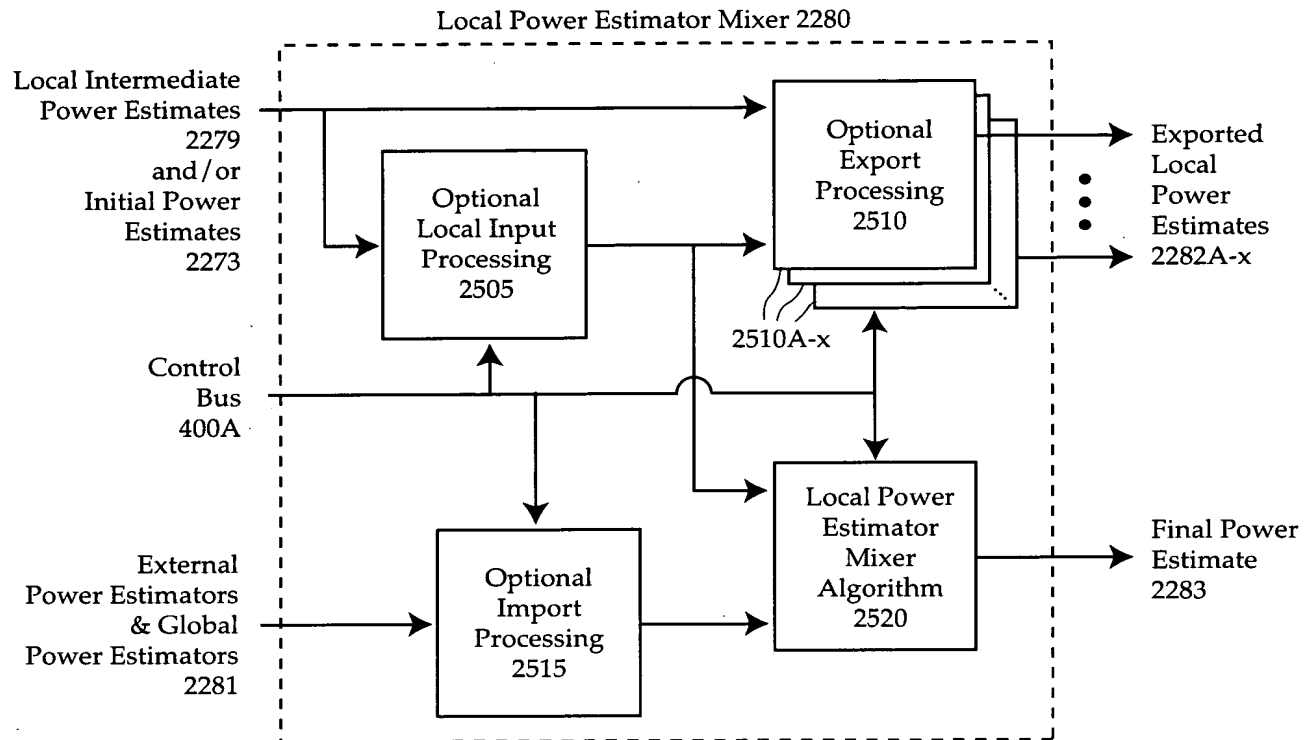 Local Power Estimator Mixer 2280
Local Intermediate
Power Estimates
2279
and/or
Initial Power
Estimates
2273
Optional
Local Input
Processing
2505
Optional
Export
Processing
2510
2510A-x
Exported
Local
Power
Estimates
2282A-x
Control
Bus
400A
External
Power Estimators
& Global
Power Estimators
2281
Optional
Import
Processing
2515
Local Power
Estimator
Mixer
Algorithm
2520
Final Power
Estimate
2283